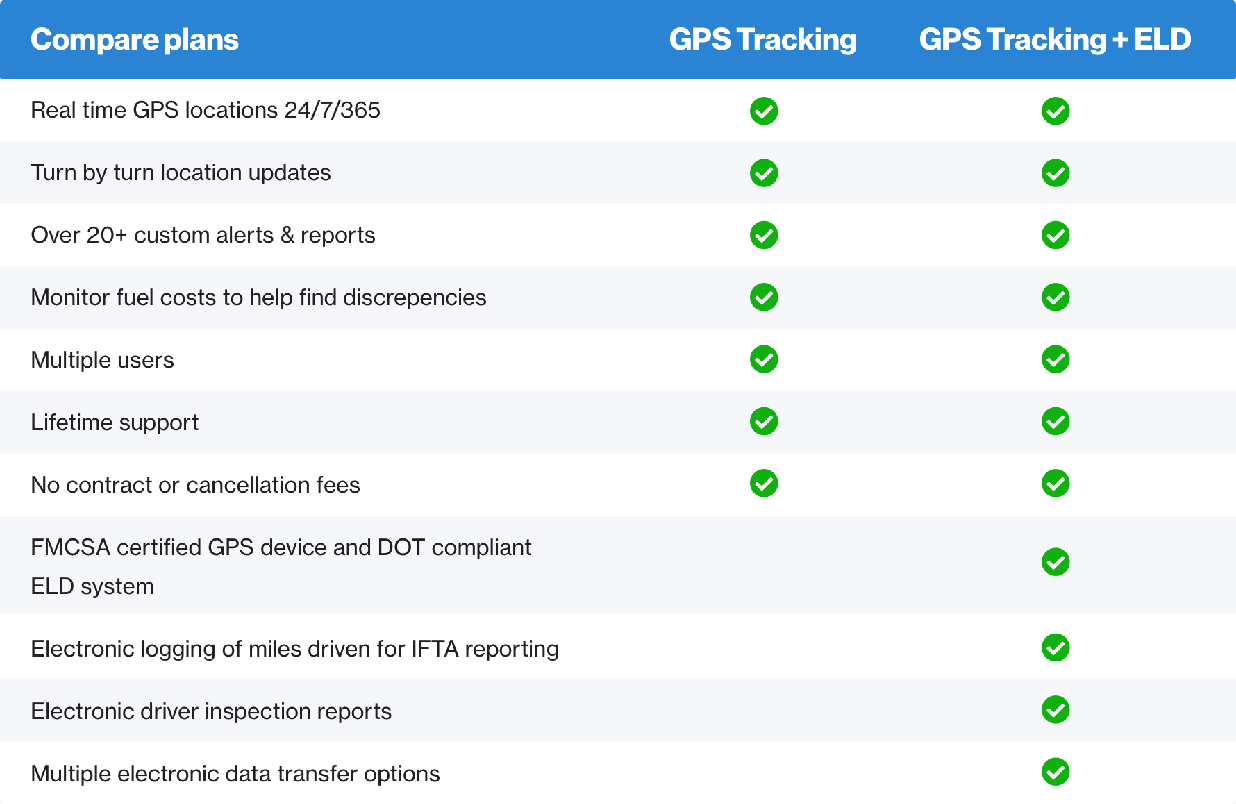 Compare plans GPS Tracking GPS Tracking + ELD
Real time GPS locations 24/7/365
Turn by turn location updates
Over 20+ custom alerts & reports
Monitor fuel costs to help find discrepencies
Multiple users
Lifetime support
No contract or cancellation fees
FMCSA certified GPS device and DOT compliant
ELD system
Electronic logging of miles driven for IFTA reporting
Electronic driver inspection reports
Multiple electronic data transfer options